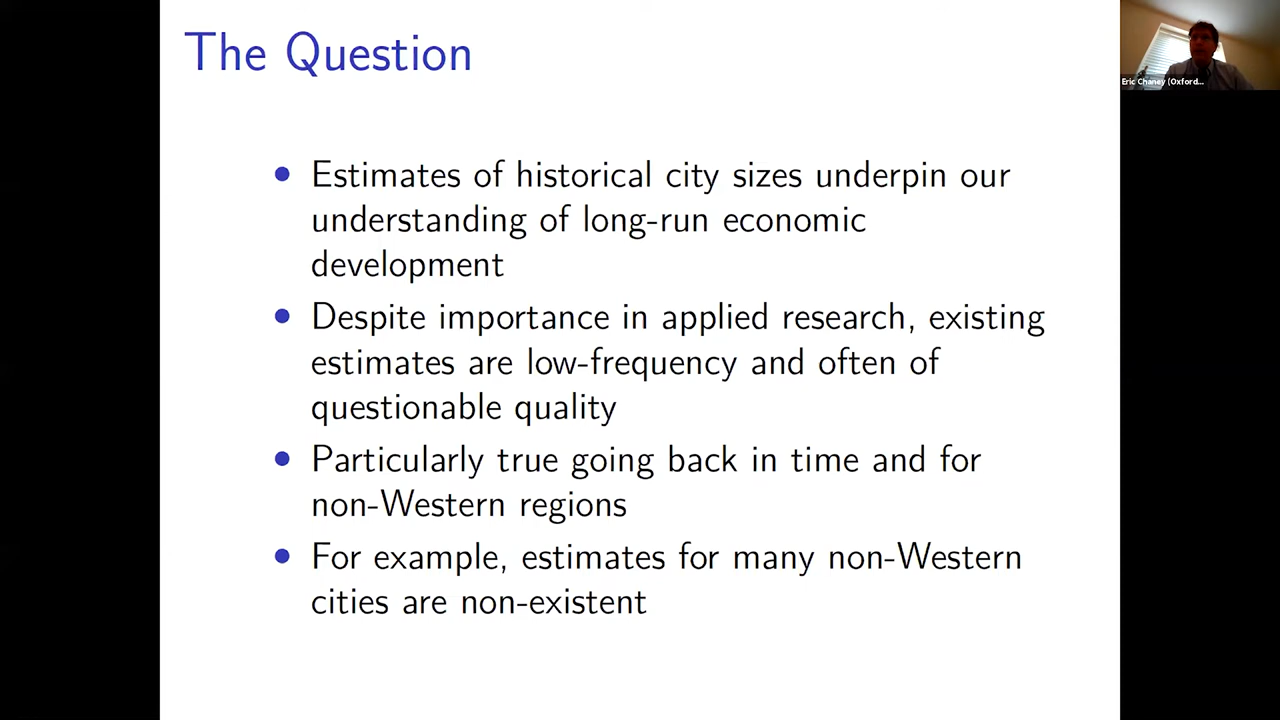 The Question
Eric Chaney (Oxford...
Estimates of historical city sizes underpin our
understanding of long-run economic
development
Despite importance in applied research, existing
estimates are low-frequency and often of
questionable quality
Particularly true going back in time and for
non-Western regions
For example, estimates for many non-Western
cities are non-existent